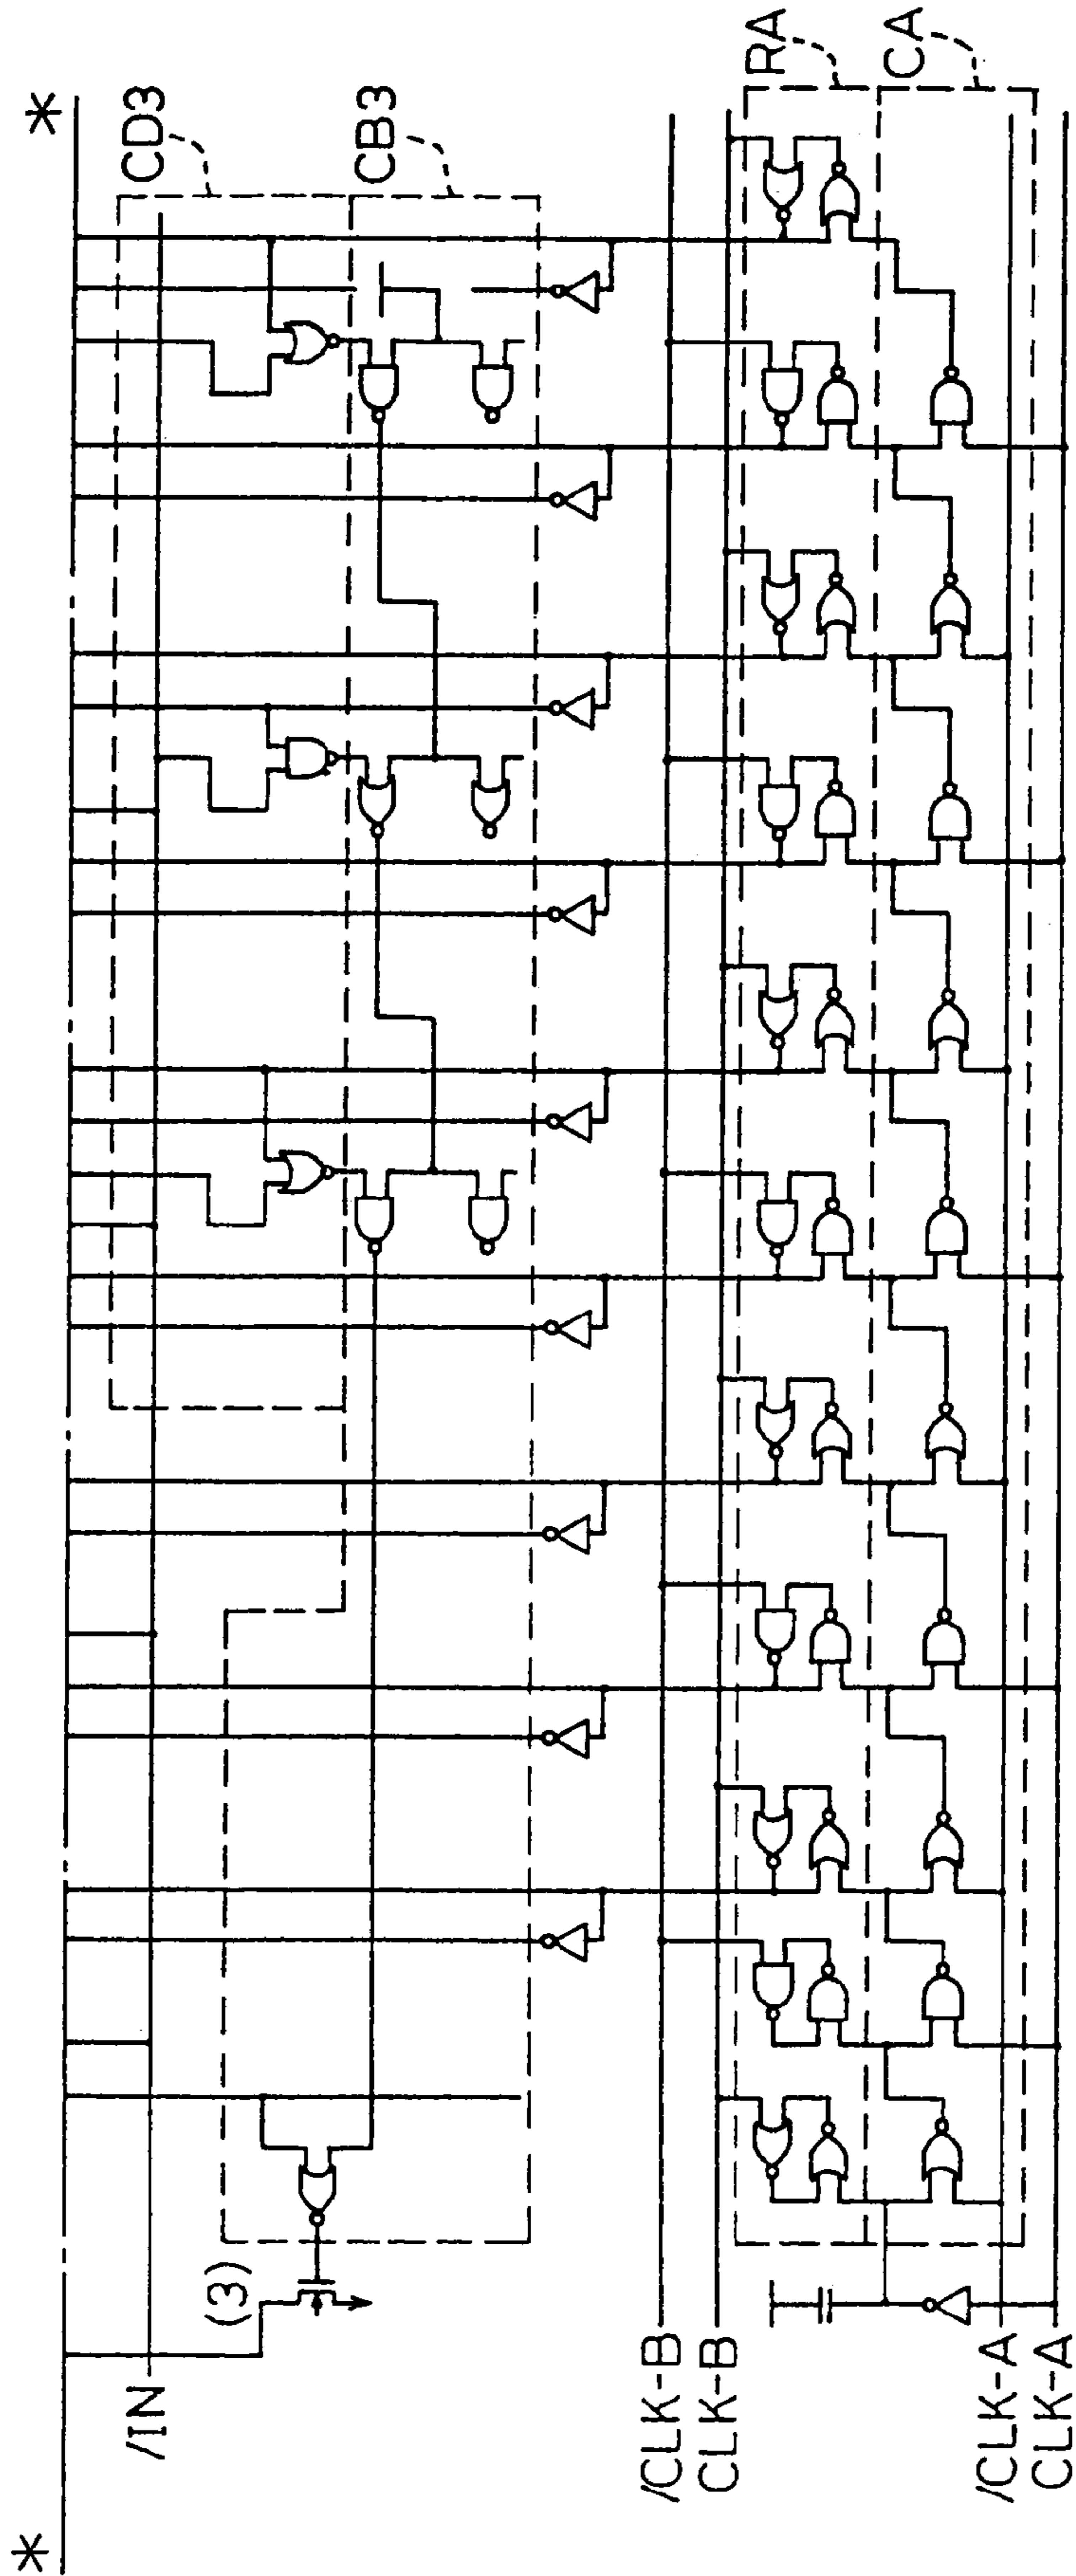 *
CD3
CB3
RA
CA
(3)
/IN
/CLK-B
CLK-B
/CLK-A
CLK-A
*